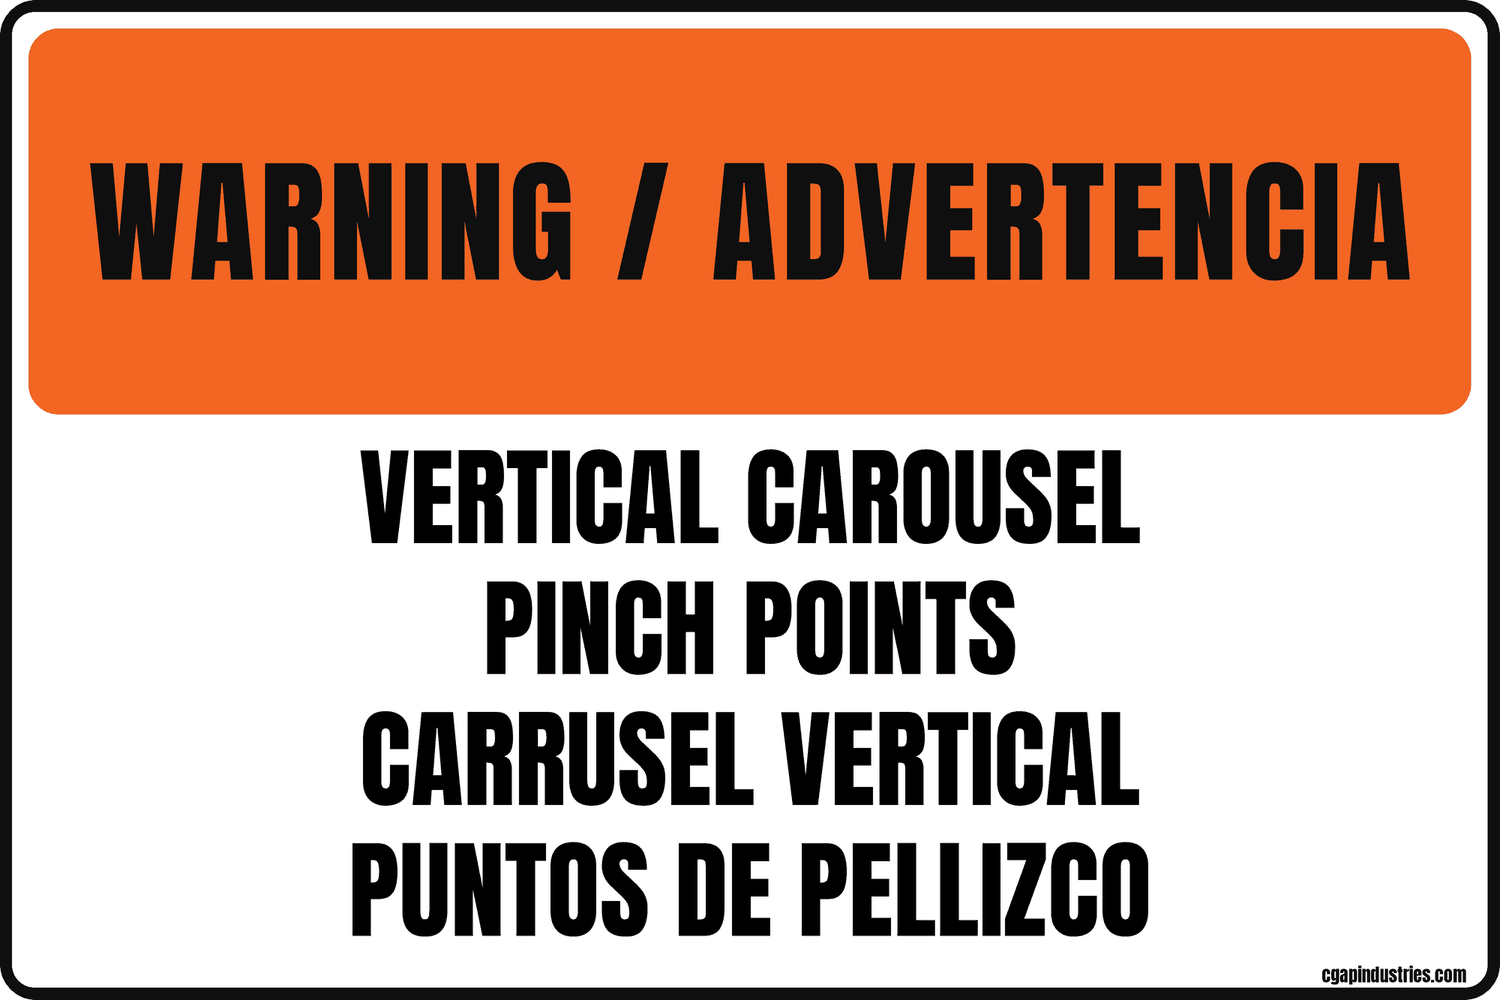 WARNING / ADVERTENCIA
VERTICAL CAROUSEL
PINCH POINTS
CARRUSEL VERTICAL
PUNTOS DE PELLIZCO
cgapindustries.com